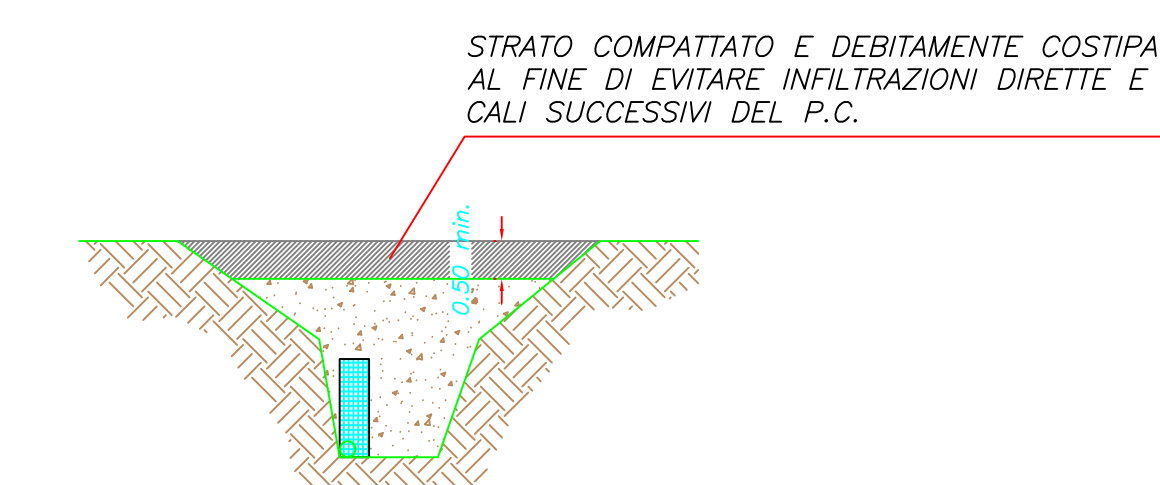 STRATO COMPATTATO E DEBITAMENTE COSTIPA
AL FINE DI EVITARE INFILTRAZIONI DIRETTE E
CALI SUCCESSIVI DEL P.C.
0.50 min.